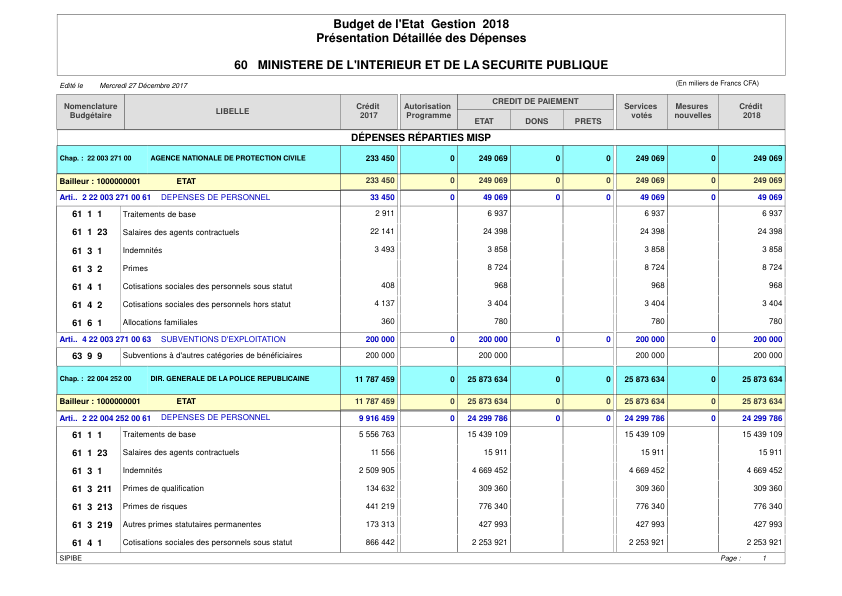 Budget de l'Etat Gestion 2018
Présentation Détaillée des Dépenses
60 MINISTERE DE L'INTERIEUR ET DE LA SECURITE PUBLIQUE
Edité le Mercredi 27 Décembre 2017 (En miliers de Francs CFA)
Nomenclature Budgétaire LIBELLE Crédit 2017 Autorisation Programme CREDIT DE PAIEMENT ETAT DONS PRETS Services votés Mesures nouvelles Crédit 2018
DÉPENSES RÉPARTIES MISP
Chap. : 22 003 271 00 AGENCE NATIONALE DE PROTECTION CIVILE 233 450 0 249 069 0 0 249 069 0 249 069
Bailleur : 1000000001 ETAT 233 450 0 249 069 0 0 249 069 0 249 069
Arti.. 2 22 003 271 00 61 DEPENSES DE PERSONNEL 33 450 0 49 069 0 0 49 069 0 49 069
61 1 1 Traitements de base 2 911 6 937 6 937 6 937
61 1 23 Salaires des agents contractuels 22 141 24 398 24 398 24 398
61 3 1 Indemnités 3 493 3 858 3 858 3 858
61 3 2 Primes 8 724 8 724 8 724
61 4 1 Cotisations sociales des personnels sous statut 408 968 968 968
61 4 2 Cotisations sociales des personnels hors statut 4 137 3 404 3 404 3 404
61 6 1 Allocations familiales 360 780 780 780
Arti.. 4 22 003 271 00 63 SUBVENTIONS D'EXPLOITATION 200 000 0 200 000 0 0 200 000 0 200 000
63 9 9 Subventions à d'autres catégories de bénéficiaires 200 000 200 000 200 000 200 000
Chap. : 22 004 252 00 DIR. GENERALE DE LA POLICE REPUBLICAINE 11 787 459 0 25 873 634 0 0 25 873 634 0 25 873 634
Bailleur : 1000000001 ETAT 11 787 459 0 25 873 634 0 0 25 873 634 0 25 873 634
Arti.. 2 22 004 252 00 61 DEPENSES DE PERSONNEL 9 916 459 0 24 299 786 0 0 24 299 786 0 24 299 786
61 1 1 Traitements de base 5 556 763 15 439 109 15 439 109 15 439 109
61 1 23 Salaires des agents contractuels 11 556 15 911 15 911 15 911
61 3 1 Indemnités 2 509 905 4 669 452 4 669 452 4 669 452
61 3 211 Primes de qualification 134 632 309 360 309 360 309 360
61 3 213 Primes de risques 441 219 776 340 776 340 776 340
61 3 219 Autres primes statutaires permanentes 173 313 427 993 427 993 427 993
61 4 1 Cotisations sociales des personnels sous statut 866 442 2 253 921 2 253 921 2 253 921
SIPIBE Page : 1